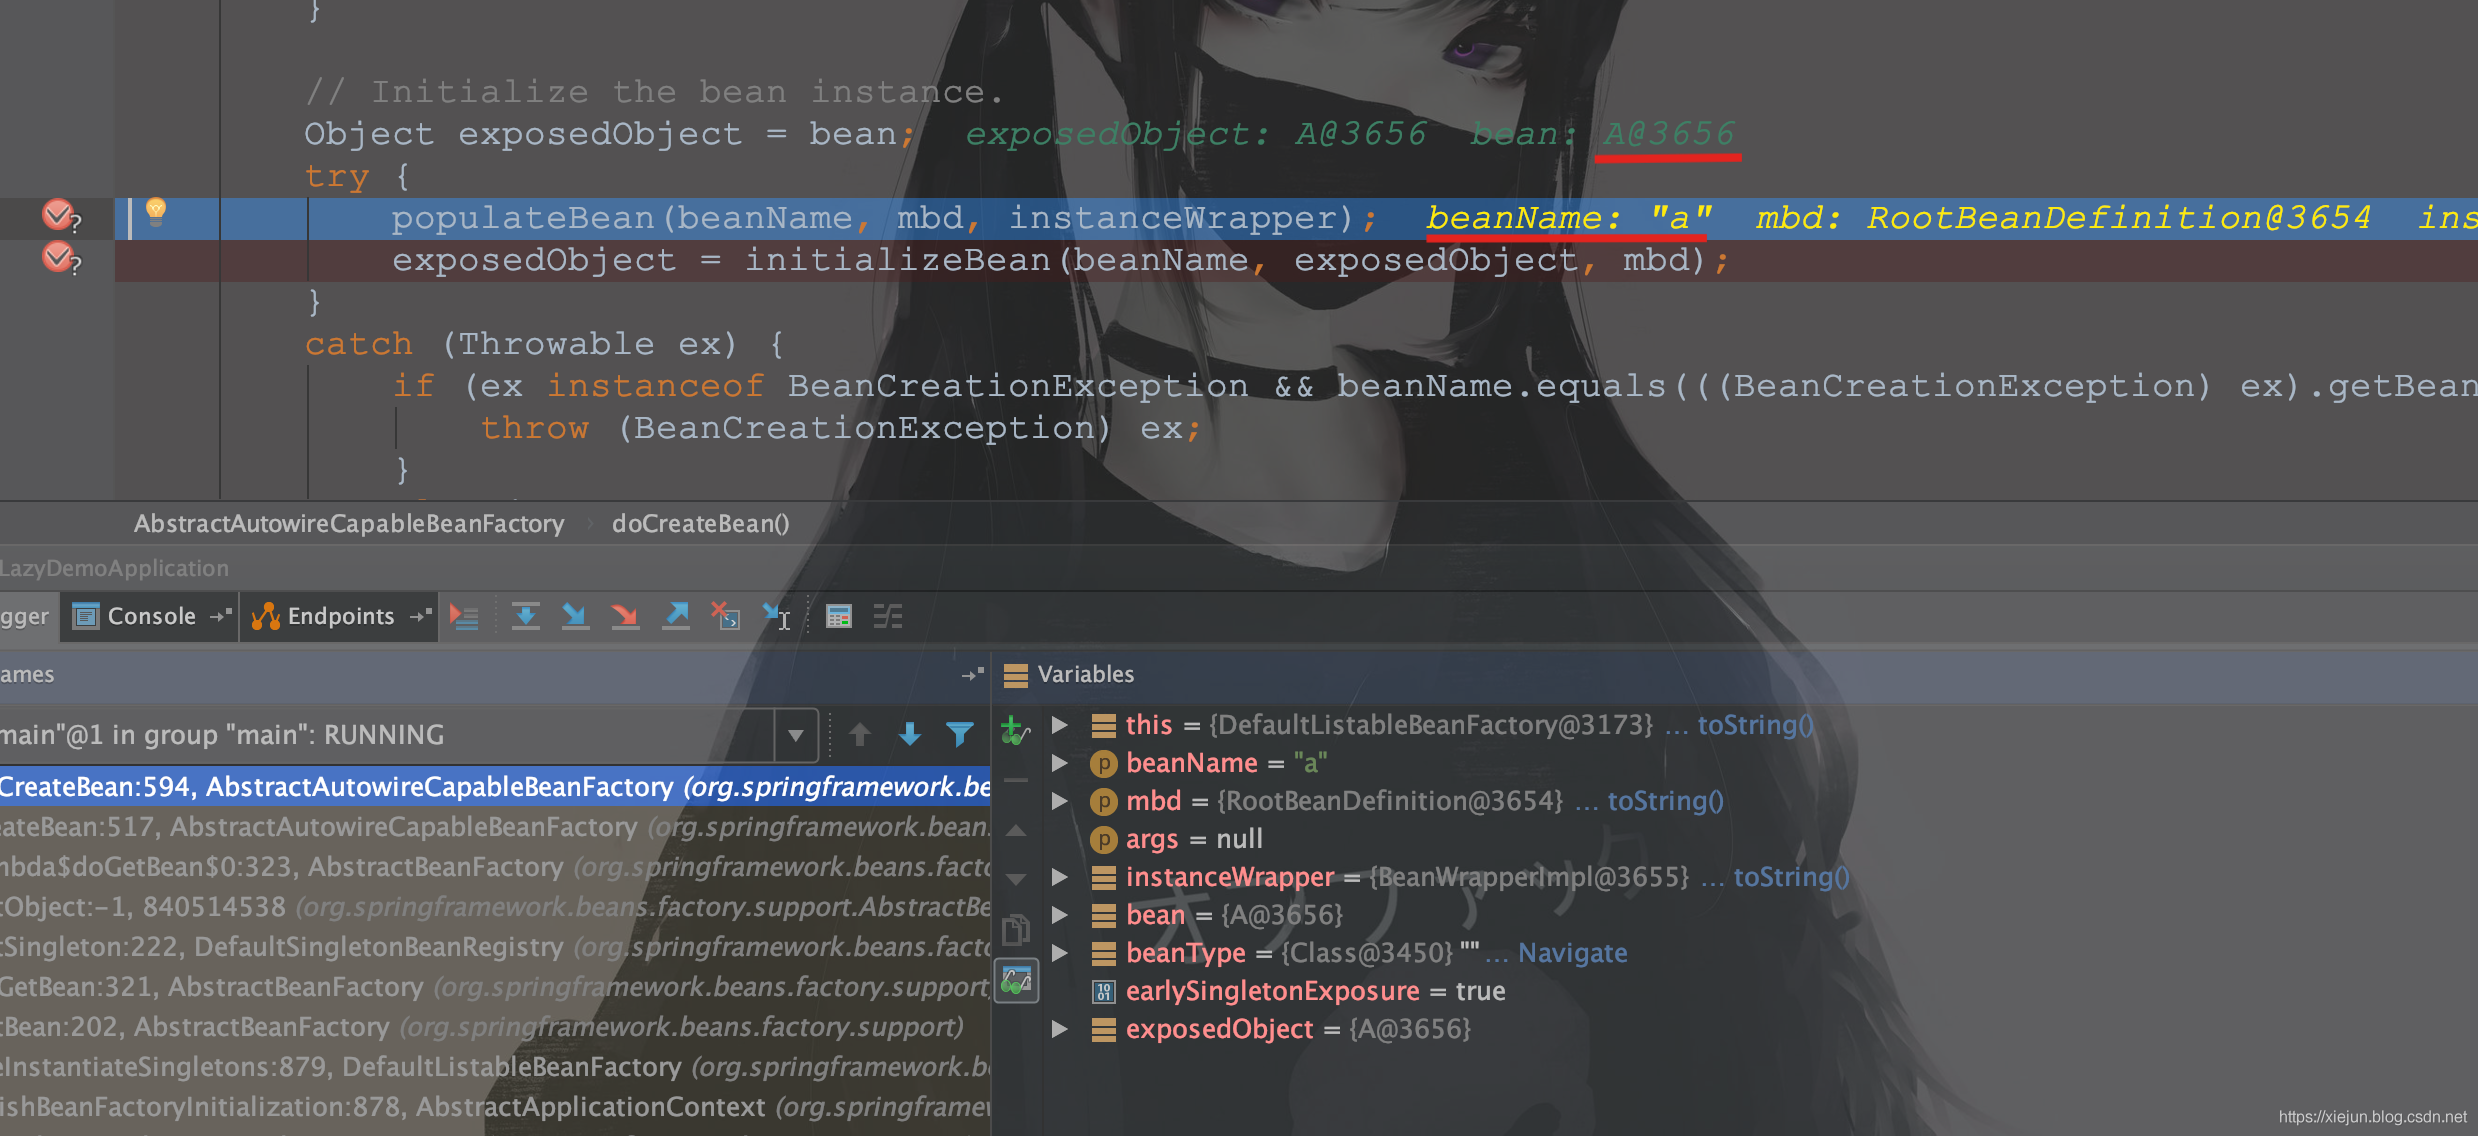 }
// Initialize the bean instance.
Object exposedObject = bean;  exposedObject: A@3656  bean: A@3656
try {
populateBean(beanName, mbd, instanceWrapper);  beanName: "a"  mbd: RootBeanDefinition@3654  ins
exposedObject = initializeBean(beanName, exposedObject, mbd);
}
catch (Throwable ex) {
if (ex instanceof BeanCreationException && beanName.equals(((BeanCreationException) ex).getBean
throw (BeanCreationException) ex;
}
AbstractAutowireCapableBeanFactory doCreateBean()
LazyDemoApplication
gger Console Endpoints
ames
main"@1 in group "main": RUNNING
CreateBean:594, AbstractAutowireCapableBeanFactory (org.springframework.be
eateBean:517, AbstractAutowireCapableBeanFactory (org.springframework.bean
mbda$doGetBean$0:323, AbstractBeanFactory (org.springframework.beans.facto
tObject:-1, 840514538 (org.springframework.beans.factory.support.AbstractBe
tSingleton:222, DefaultSingletonBeanRegistry (org.springframework.beans.facto
GetBean:321, AbstractBeanFactory (org.springframework.beans.factory.support)
tBean:202, AbstractBeanFactory (org.springframework.beans.factory.support)
eInstantiateSingletons:879, DefaultListableBeanFactory (org.springframework.b
ishBeanFactoryInitialization:878, AbstractApplicationContext (org.springframew
Variables
this = {DefaultListableBeanFactory@3173} ... toString()
beanName = "a"
mbd = {RootBeanDefinition@3654} ... toString()
args = null
instanceWrapper = {BeanWrapperImpl@3655} ... toString()
bean = {A@3656}
beanType = {Class@3450} "" ... Navigate
earlySingletonExposure = true
exposedObject = {A@3656}
https://xiejun.blog.csdn.net